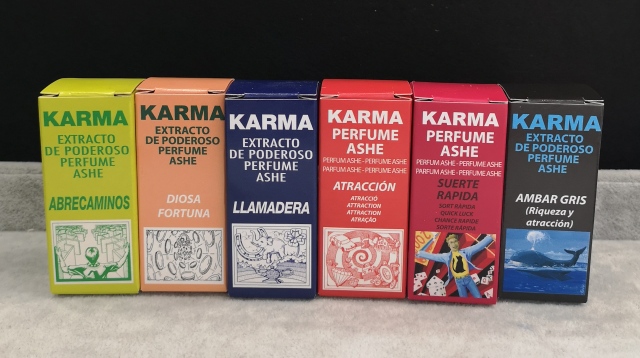 KARMA
EXTRACTO
DE PODEROSO
PERFUME
ASHE
ABRECAMINOS
KARMA
EXTRACTO
DE PODEROSO
PERFUME
ASHE
DIOSA
FORTUNA
KARMA
EXTRACTO
DE PODEROSO
PERFUME
ASHE
LLAMADERA
KARMA
PERFUME
ASHE
PERFUM ASHE - PERFUME ASHE
PARFUM ASHE - PERFUME ASHE
ATRACCIÓN
ATRACCIÓ
ATTRACTION
ATTRACTION
ATRAÇÃO
KARMA
PERFUME
ASHE
PERFUM ASHE - PERFUME ASHE
PARFUM ASHE - PERFUME ASHE
SUERTE
RAPIDA
SORT RÁPIDA
QUICK LUCK
CHANCE RAPIDE
SORTE RÁPIDA
KARMA
EXTRACTO
DE PODEROSO
PERFUME
ASHE
AMBAR GRIS
(Riqueza y
atracción)